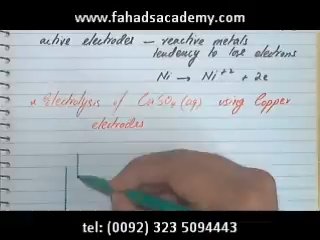 www.fahadsacademy.com
active electrodes – reactive metals
tendency to lose electrons
Ni → Ni⁺² + 2e
* Electrolysis of CuSO₄ (aq) using Copper
electrodes
tel: (0092) 323 5094443